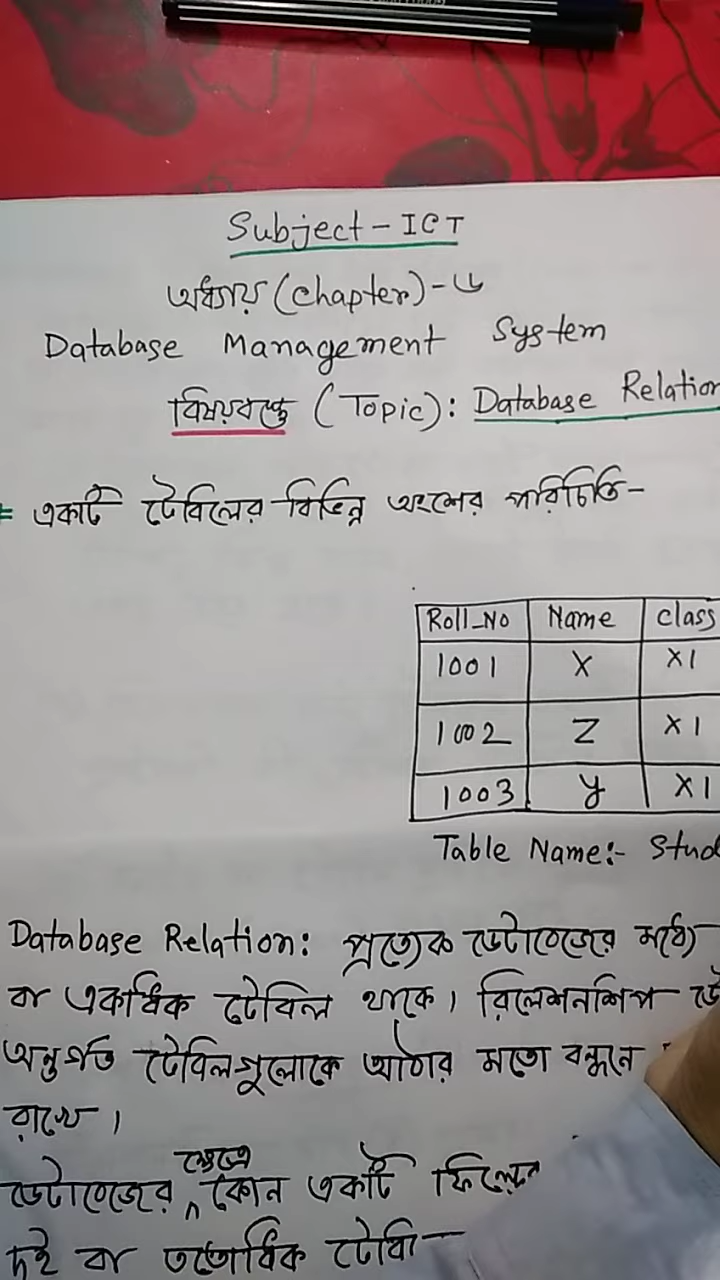 Subject - ICT
অধ্যায় (Chapter) - ৬
Database Management System
বিষয়বস্তু (Topic): Database Relation
= একটি টেবিলের বিভিন্ন অংশের পরিচিতি -
Roll_No Name Class
1001 X XI
1002 Z XI
1003 y XI
Table Name:- Stud
Database Relation: প্রত্যেক ডেটাবেজের মধ্যে
বা একাধিক টেবিল থাকে। রিলেশনশিপ
অন্তর্গত টেবিলগুলোকে আঠার মতো বন্ধনে
রাখে।
ডেটাবেজের ক্ষেত্রে কোন একটি ফিল্ডের
দুই বা ততোধিক টেবি